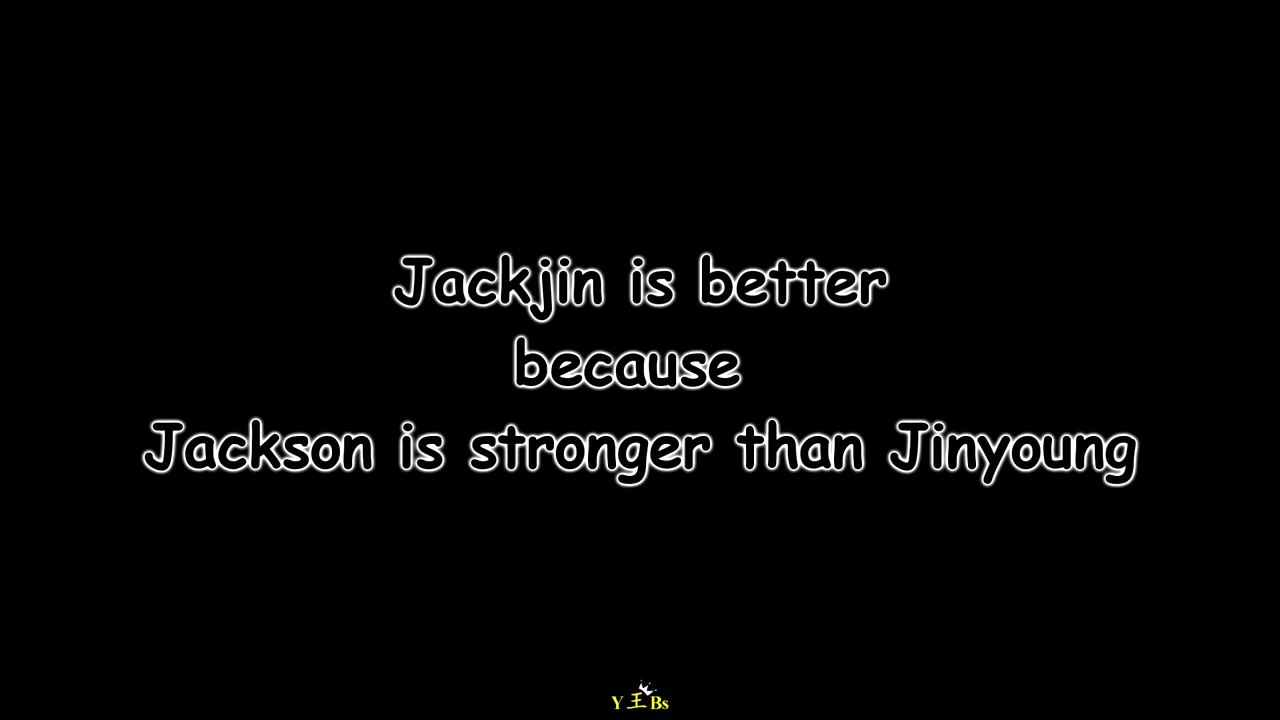 Jackjin is better
because
Jackson is stronger than Jinyoung
Y王Bs